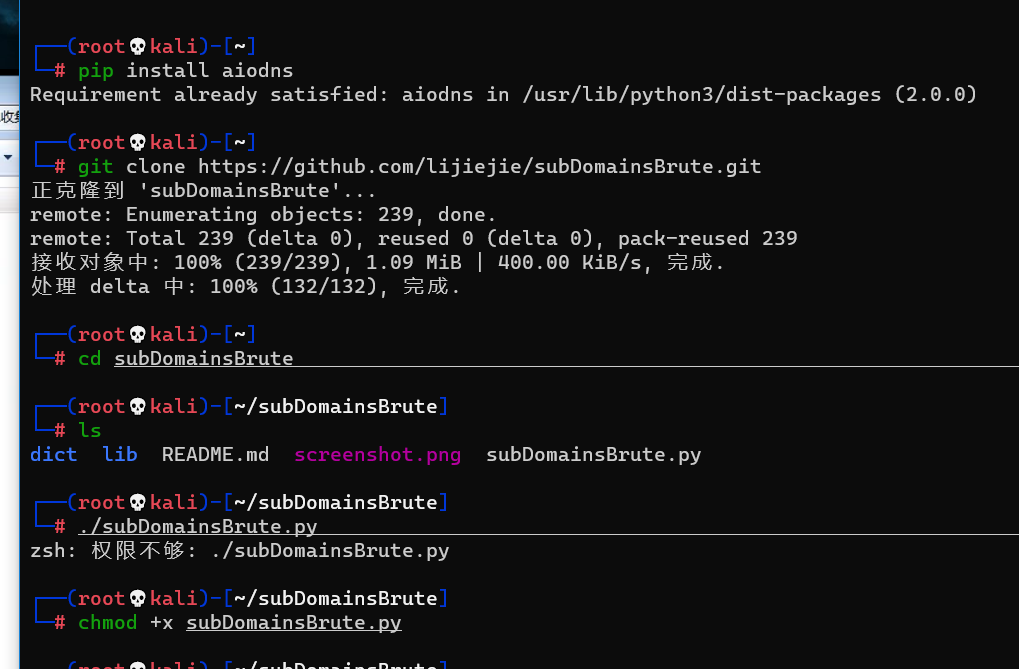 ┌──(root💀kali)-[~]
└─# pip install aiodns
Requirement already satisfied: aiodns in /usr/lib/python3/dist-packages (2.0.0)
┌──(root💀kali)-[~]
└─# git clone https://github.com/lijiejie/subDomainsBrute.git
正克隆到 'subDomainsBrute'...
remote: Enumerating objects: 239, done.
remote: Total 239 (delta 0), reused 0 (delta 0), pack-reused 239
接收对象中: 100% (239/239), 1.09 MiB | 400.00 KiB/s, 完成.
处理 delta 中: 100% (132/132), 完成.
┌──(root💀kali)-[~]
└─# cd subDomainsBrute
┌──(root💀kali)-[~/subDomainsBrute]
└─# ls
dict lib README.md screenshot.png subDomainsBrute.py
┌──(root💀kali)-[~/subDomainsBrute]
└─# ./subDomainsBrute.py
zsh: 权限不够: ./subDomainsBrute.py
┌──(root💀kali)-[~/subDomainsBrute]
└─# chmod +x subDomainsBrute.py
┌──(root💀kali)-[~/subDomainsBrute]